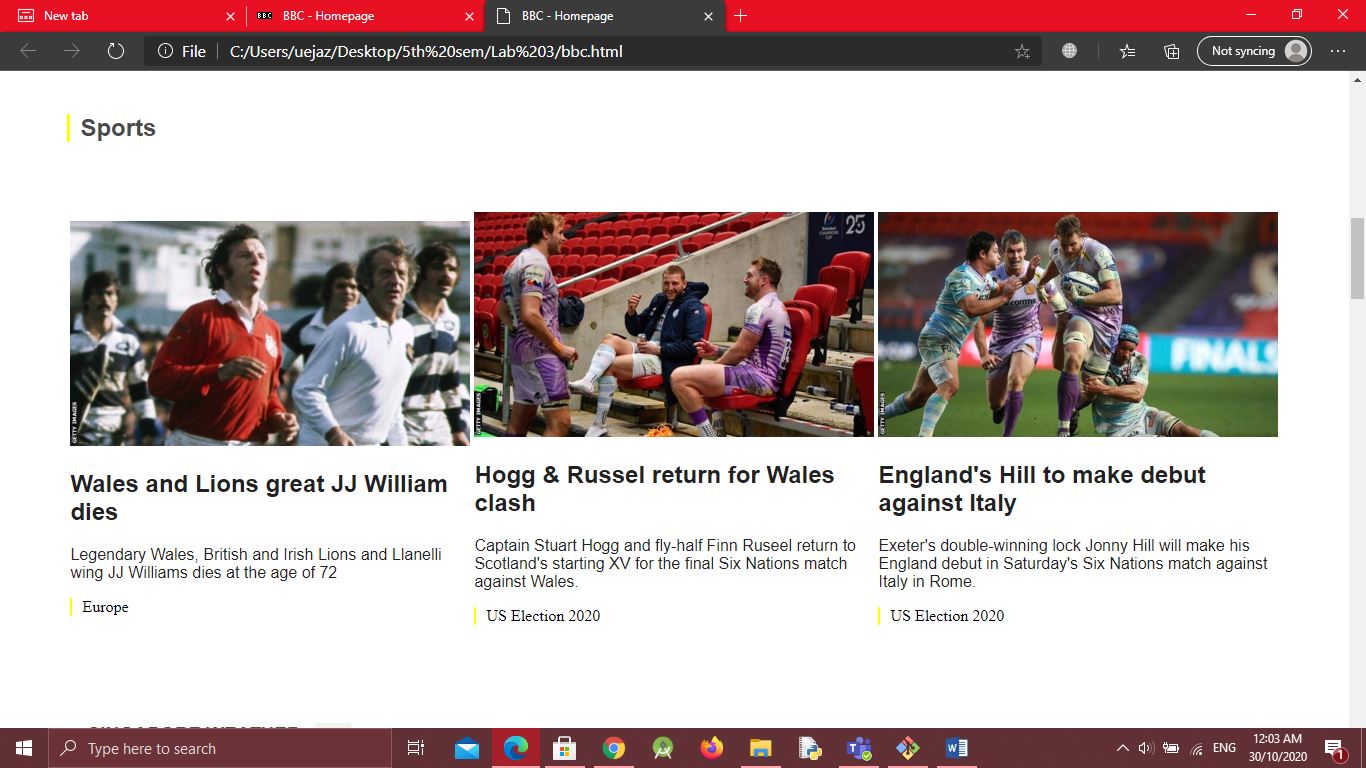 New tab
BBC BBC - Homepage
BBC - Homepage
File C:/Users/uejaz/Desktop/5th%20sem/Lab%203/bbc.html
Not syncing
Sports
25
FINALS
GETTY IMAGES
GETTY IMAGES
GETTY IMAGES
Wales and Lions great JJ William
dies
Legendary Wales, British and Irish Lions and Llanelli
wing JJ Williams dies at the age of 72
Europe
Hogg & Russel return for Wales
clash
Captain Stuart Hogg and fly-half Finn Ruseel return to
Scotland's starting XV for the final Six Nations match
against Wales.
US Election 2020
England's Hill to make debut
against Italy
Exeter's double-winning lock Jonny Hill will make his
England debut in Saturday's Six Nations match against
Italy in Rome.
US Election 2020
Type here to search
ENG
12:03 AM
30/10/2020
1